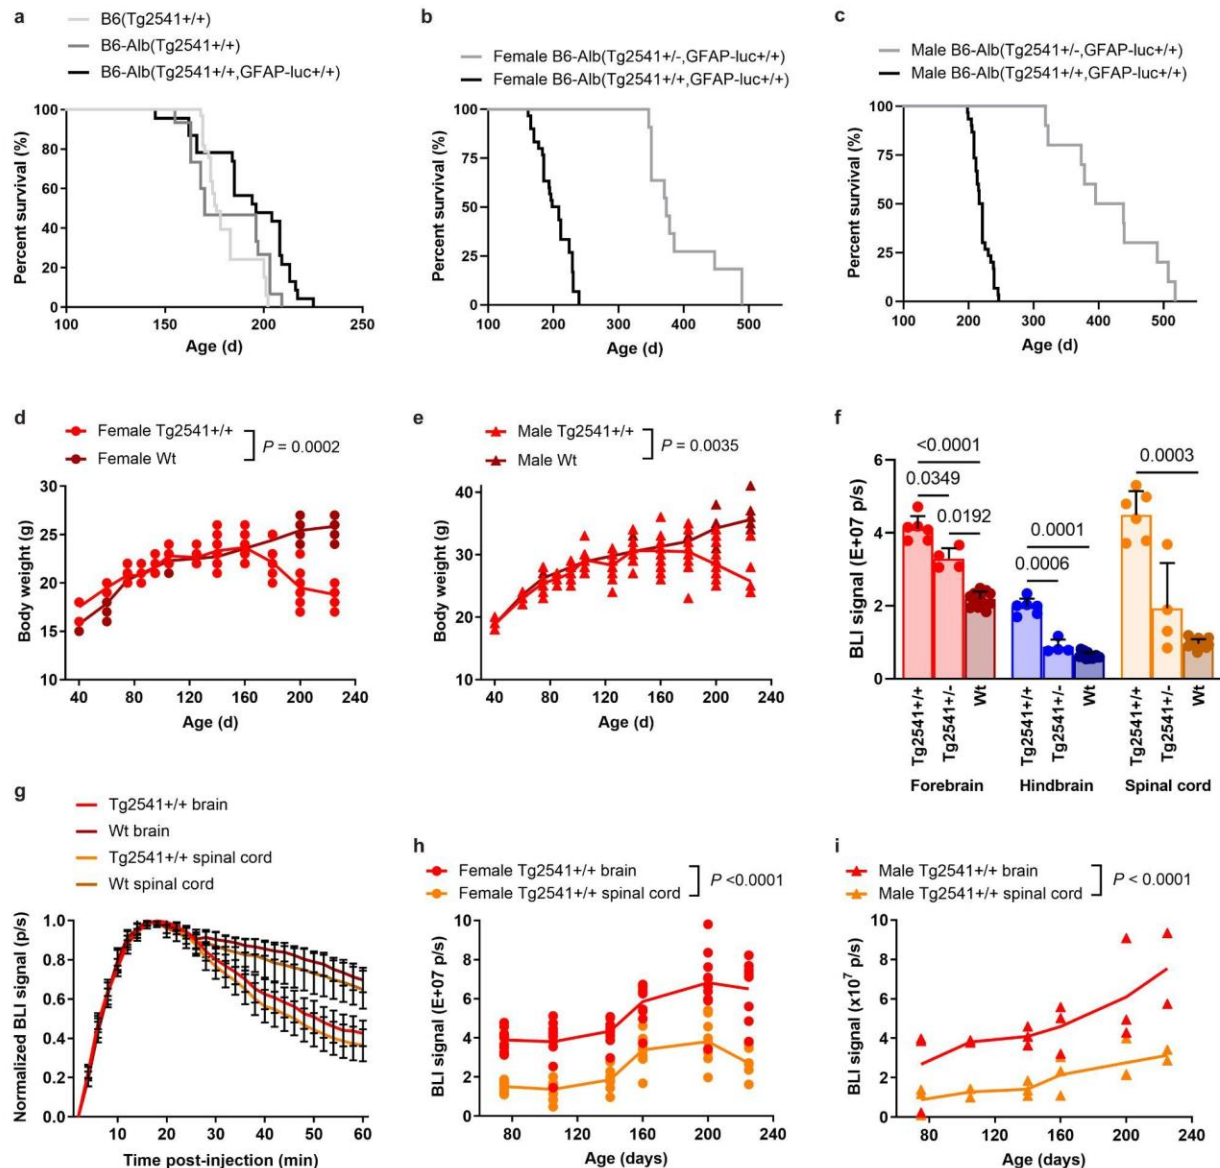 a
B6(Tg2541+/+)
B6-Alb(Tg2541+/+)
B6-Alb(Tg2541+/+,GFAP-luc+/+)
Percent survival (%)
100
80
60
40
20
0
100 150 200 250
Age (d)
b
Female B6-Alb(Tg2541+/-,GFAP-luc+/+)
Female B6-Alb(Tg2541+/+,GFAP-luc+/+)
Percent survival (%)
100
75
50
25
0
100 200 300 400 500
Age (d)
c
Male B6-Alb(Tg2541+/-,GFAP-luc+/+)
Male B6-Alb(Tg2541+/+,GFAP-luc+/+)
Percent survival (%)
100
75
50
25
0
100 200 300 400 500
Age (d)
d
Female Tg2541+/+
Female Wt
P = 0.0002
Body weight (g)
30
25
20
15
10
40 80 120 160 200 240
Age (d)
e
Male Tg2541+/+
Male Wt
P = 0.0035
Body weight (g)
40
30
20
10
40 80 120 160 200 240
Age (d)
f
<0.0001
0.0349
0.0192
0.0001
0.0006
0.0003
BLI signal (E+07 p/s)
6
4
2
0
Tg2541+/+
Tg2541+/-
Wt
Tg2541+/+
Tg2541+/-
Wt
Tg2541+/+
Tg2541+/-
Wt
Forebrain Hindbrain Spinal cord
g
Tg2541+/+ brain
Wt brain
Tg2541+/+ spinal cord
Wt spinal cord
Normalized BLI signal (p/s)
1.0
0.8
0.6
0.4
0.2
0.0
10 20 30 40 50 60
Time post-injection (min)
h
Female Tg2541+/+ brain
Female Tg2541+/+ spinal cord
P <0.0001
BLI signal (E+07 p/s)
10
8
6
4
2
0
80 120 160 200 240
Age (days)
i
Male Tg2541+/+ brain
Male Tg2541+/+ spinal cord
P < 0.0001
BLI signal (x10⁷ p/s)
10
8
6
4
2
0
80 120 160 200 240
Age (days)